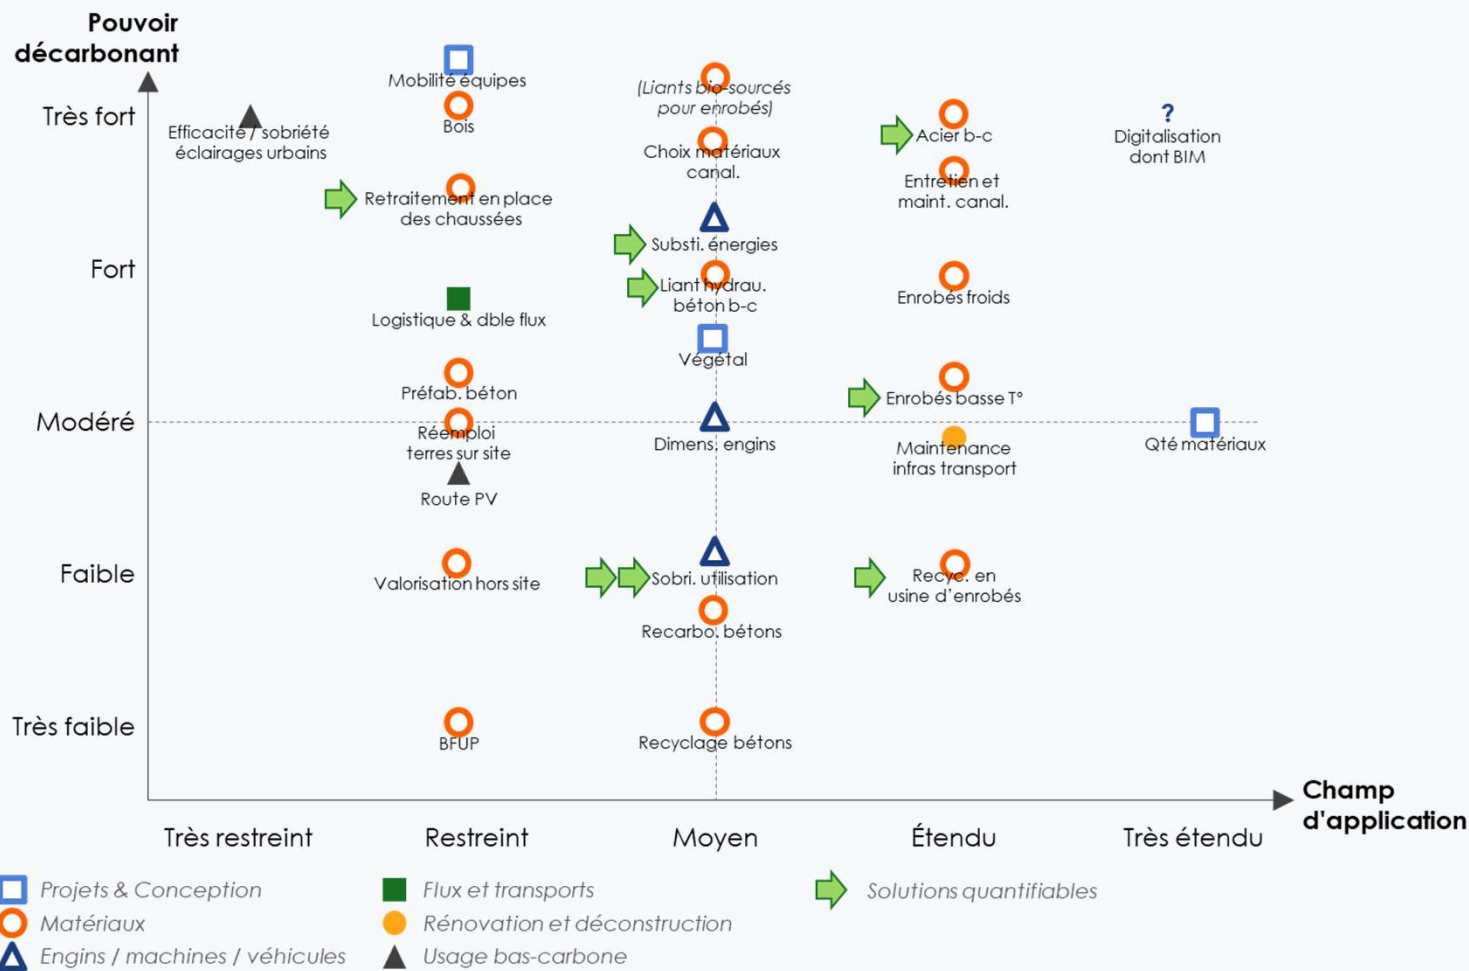 Pouvoir
décarbonant
Très fort
Fort
Modéré
Faible
Très faible
Efficacité / sobriété
éclairages urbains
Mobilité équipes
Bois
Retraitement en place
des chaussées
Logistique & dble flux
Préfab. béton
Réemploi
terres sur site
Route PV
Valorisation hors site
BFUP
(Liants bio-sourcés
pour enrobés)
Choix matériaux
canal.
Substi. énergies
Liant hydrau.
béton b-c
Végétal
Dimens. engins
Sobri. utilisation
Recarbo. bétons
Recyclage bétons
Acier b-c
Entretien et
maint. canal.
Enrobés froids
Enrobés basse T°
Maintenance
infras transport
Recyc. en
usine d'enrobés
?
Digitalisation
dont BIM
Qté matériaux
Champ
d'application
Très restreint
Restreint
Moyen
Étendu
Très étendu
Projets & Conception
Matériaux
Engins / machines / véhicules
Flux et transports
Rénovation et déconstruction
Usage bas-carbone
Solutions quantifiables